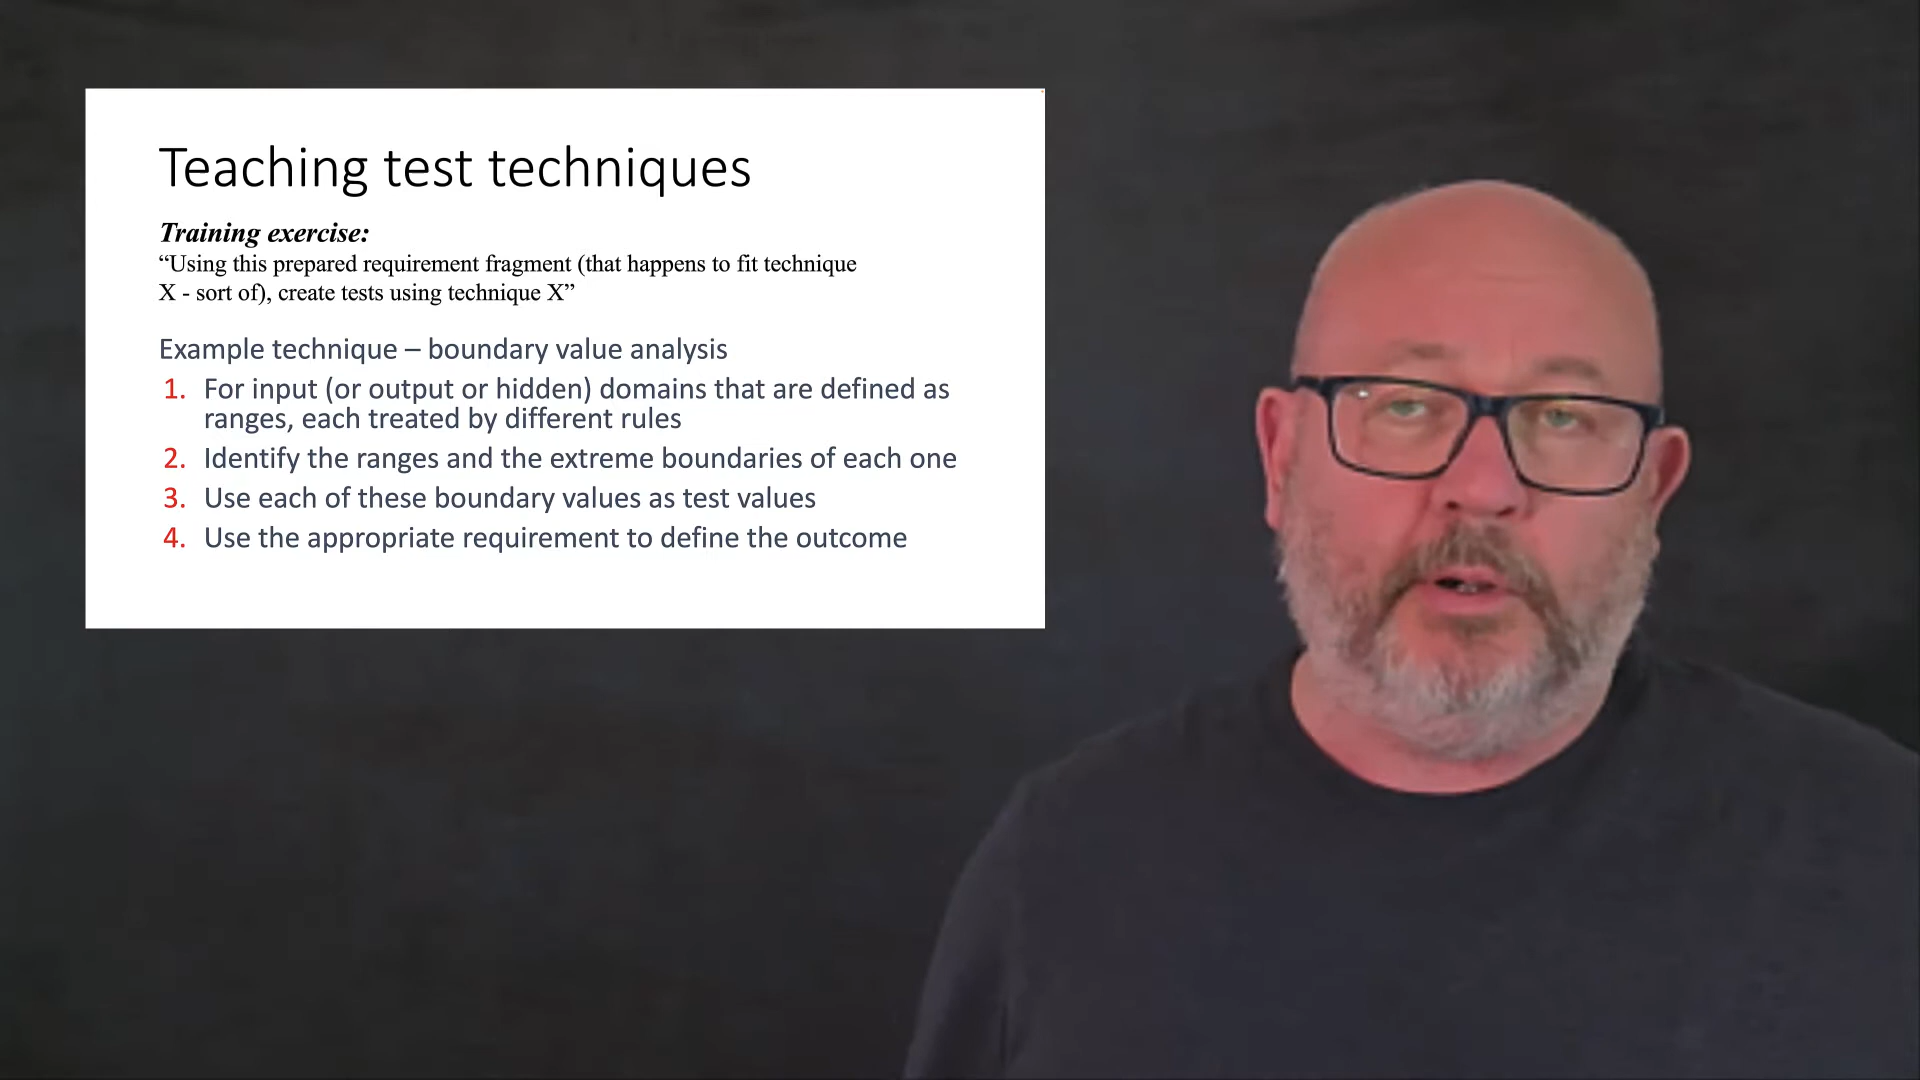 Teaching test techniques
Training exercise:
“Using this prepared requirement fragment (that happens to fit technique
X - sort of), create tests using technique X”
Example technique – boundary value analysis
1. For input (or output or hidden) domains that are defined as
ranges, each treated by different rules
2. Identify the ranges and the extreme boundaries of each one
3. Use each of these boundary values as test values
4. Use the appropriate requirement to define the outcome